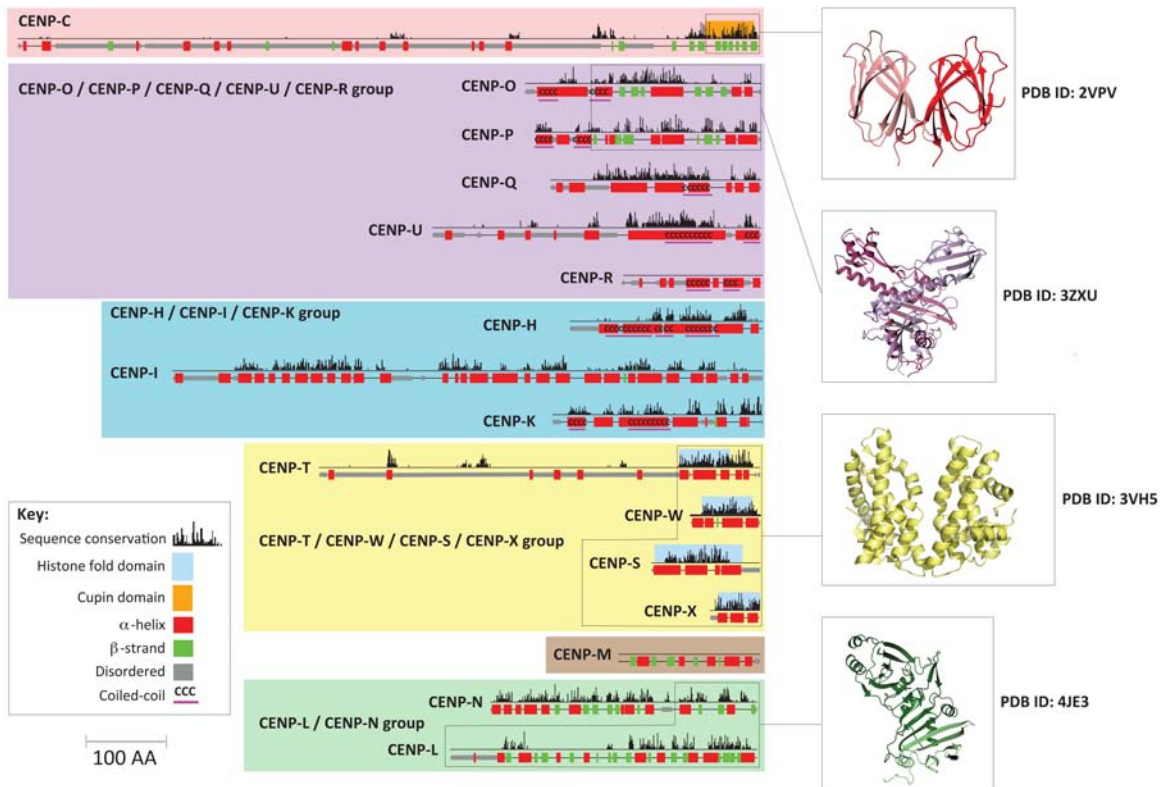 CENP-C
CENP-O / CENP-P / CENP-Q / CENP-U / CENP-R group
CENP-O
CENP-P
CENP-Q
CENP-U
CENP-R
CENP-H / CENP-I / CENP-K group
CENP-H
CENP-I
CENP-K
CENP-T
CENP-W
CENP-T / CENP-W / CENP-S / CENP-X group
CENP-S
CENP-X
CENP-M
CENP-N
CENP-L / CENP-N group
CENP-L
Key:
Sequence conservation
Histone fold domain
Cupin domain
α-helix
β-strand
Disordered
Coiled-coil CCC
100 AA
PDB ID: 2VPV
PDB ID: 3ZXU
PDB ID: 3VH5
PDB ID: 4JE3